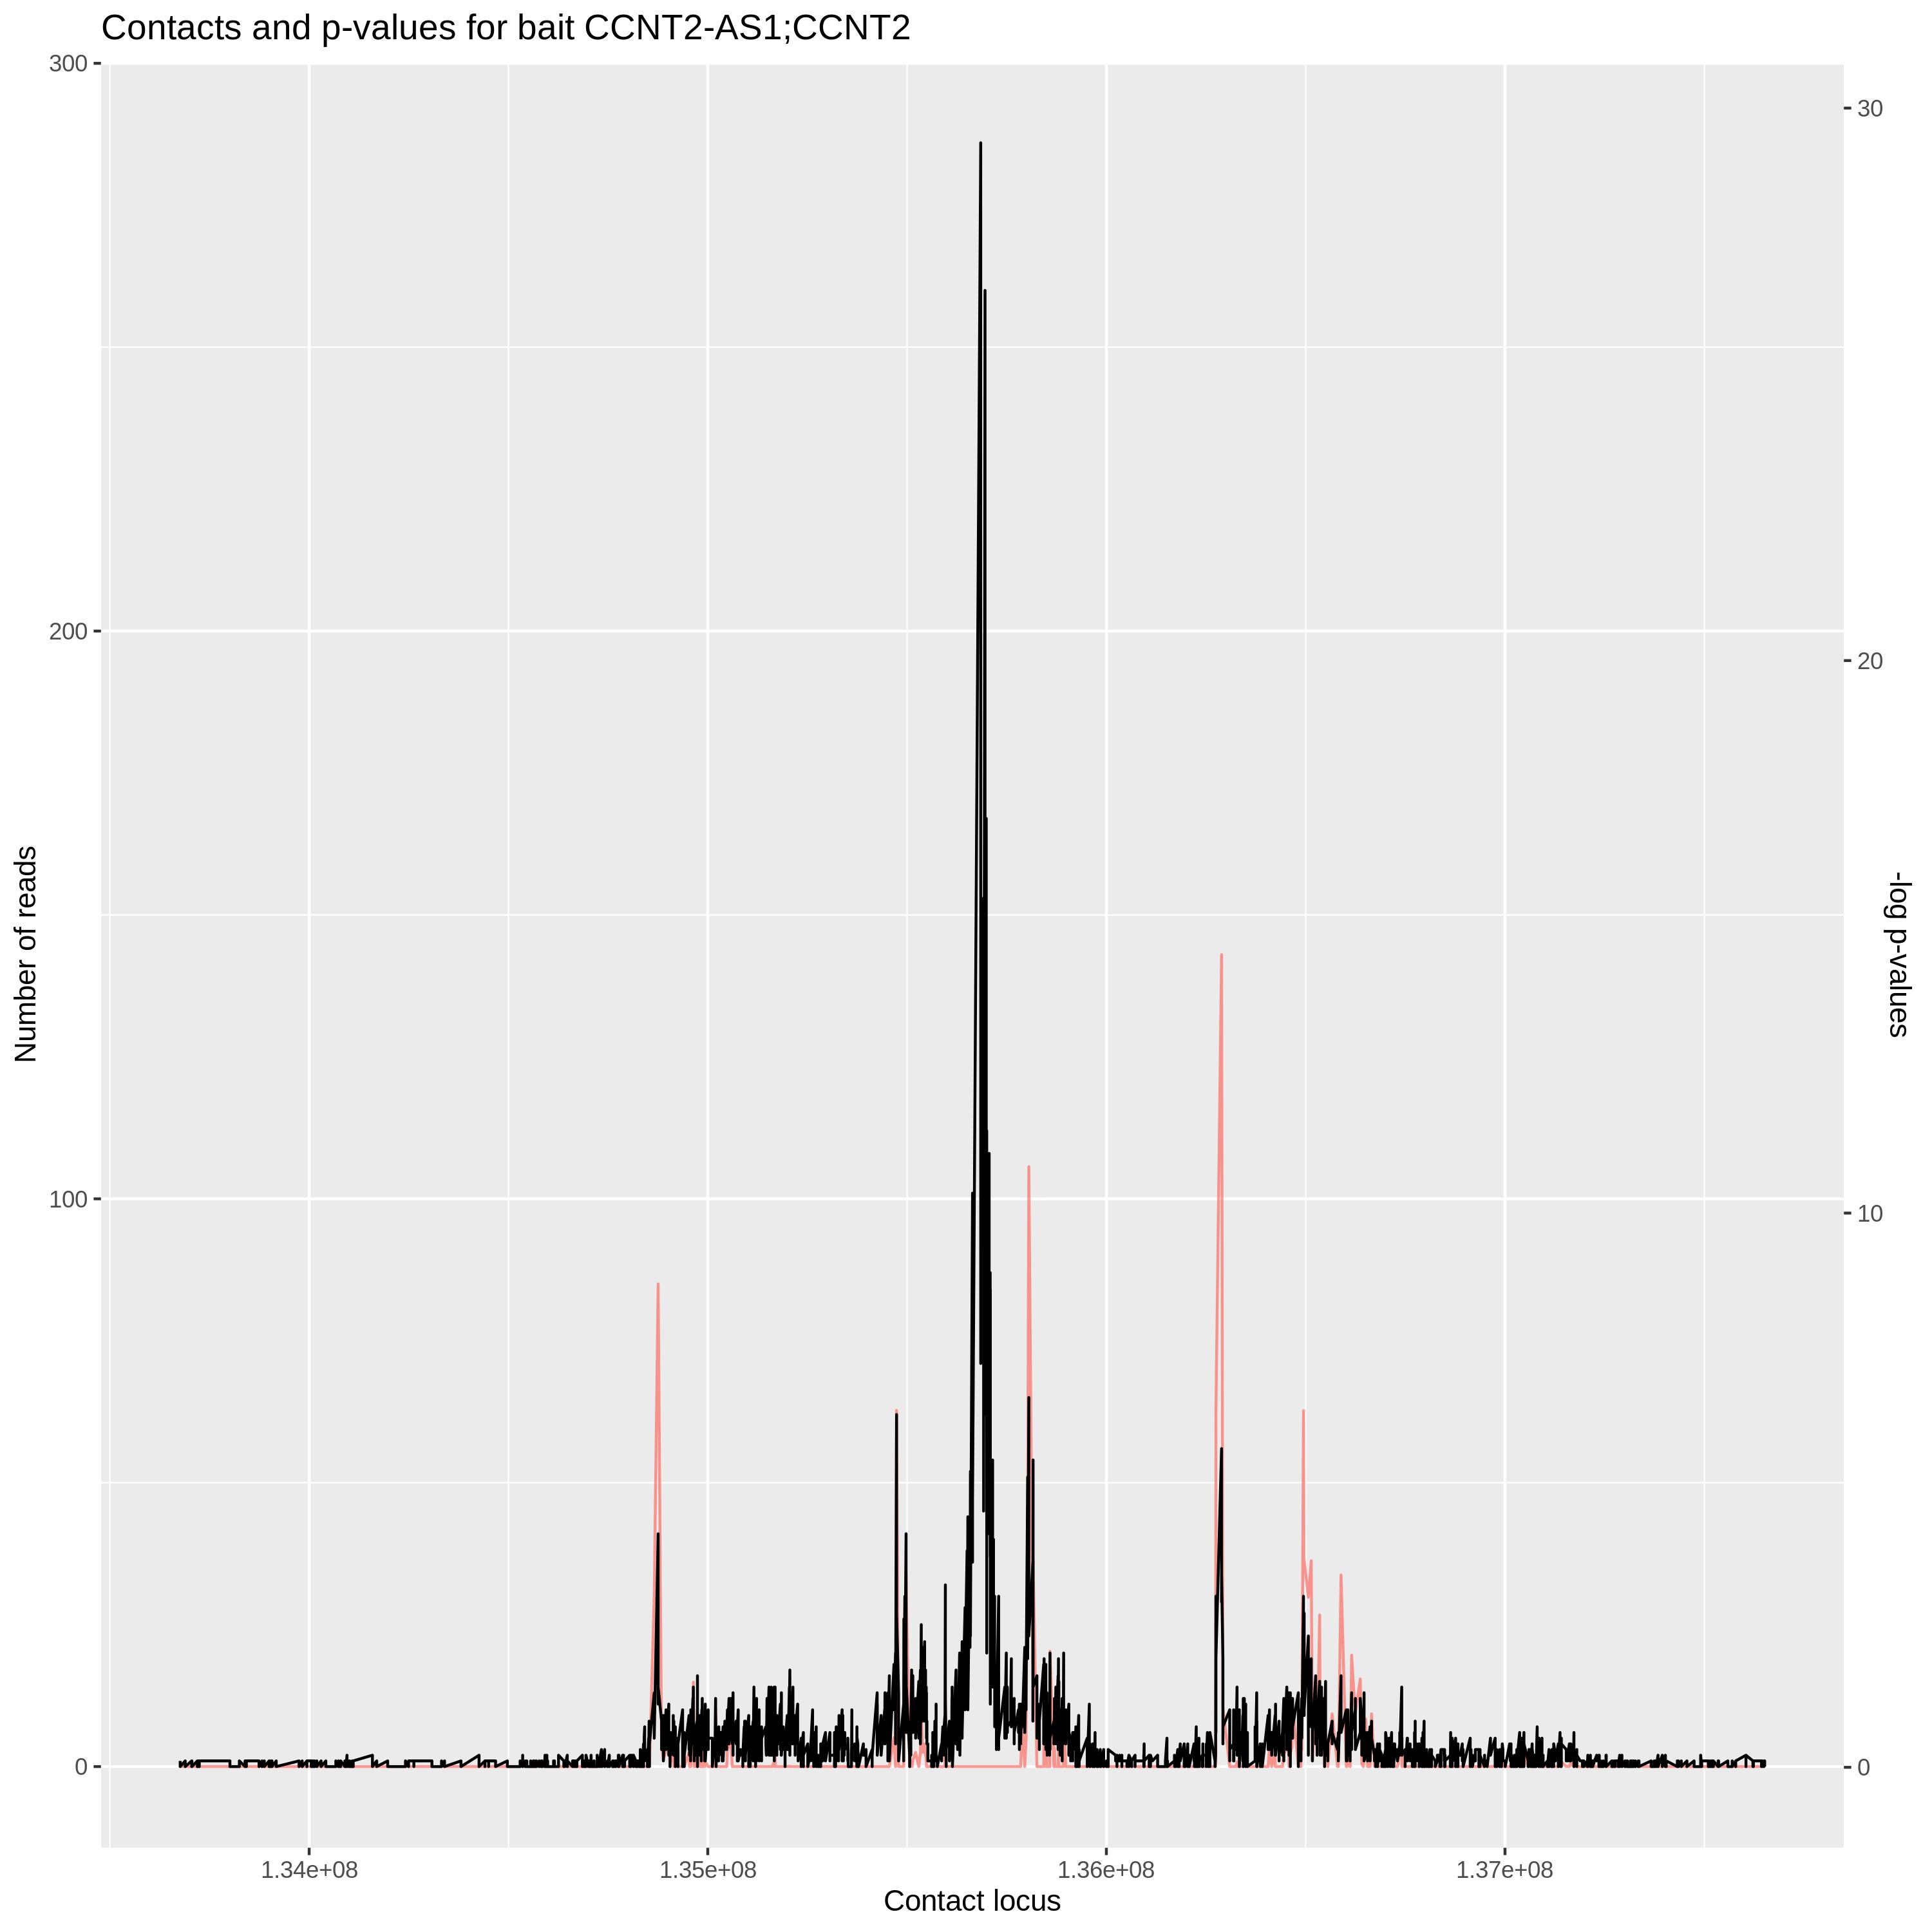 Contacts and p-values for bait CCNT2-AS1;CCNT2
300
200
100
0
Number of reads
30
20
10
0
-log p-values
1.34e+08
1.35e+08
1.36e+08
1.37e+08
Contact locus